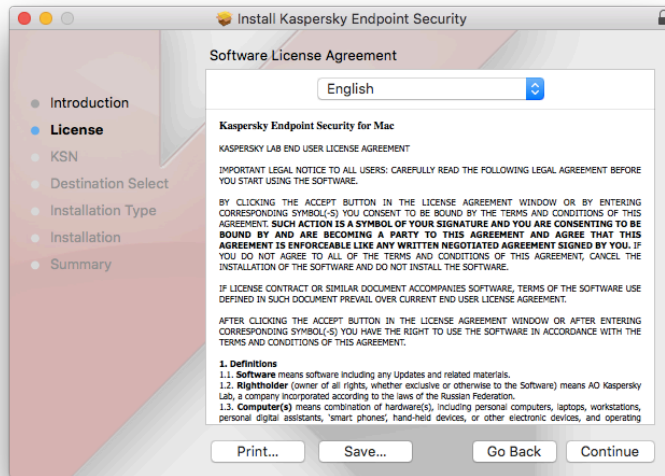 Install Kaspersky Endpoint Security
Software License Agreement
English
Introduction
License
KSN
Destination Select
Installation Type
Installation
Summary
Kaspersky Endpoint Security for Mac
KASPERSKY LAB END USER LICENSE AGREEMENT
IMPORTANT LEGAL NOTICE TO ALL USERS: CAREFULLY READ THE FOLLOWING LEGAL AGREEMENT BEFORE
YOU START USING THE SOFTWARE.
BY CLICKING THE ACCEPT BUTTON IN THE LICENSE AGREEMENT WINDOW OR BY ENTERING
CORRESPONDING SYMBOL(-S) YOU CONSENT TO BE BOUND BY THE TERMS AND CONDITIONS OF THIS
AGREEMENT. SUCH ACTION IS A SYMBOL OF YOUR SIGNATURE AND YOU ARE CONSENTING TO BE
BOUND BY AND ARE BECOMING A PARTY TO THIS AGREEMENT AND AGREE THAT THIS
AGREEMENT IS ENFORCEABLE LIKE ANY WRITTEN NEGOTIATED AGREEMENT SIGNED BY YOU. IF
YOU DO NOT AGREE TO ALL OF THE TERMS AND CONDITIONS OF THIS AGREEMENT, CANCEL THE
INSTALLATION OF THE SOFTWARE AND DO NOT INSTALL THE SOFTWARE.
IF LICENSE CONTRACT OR SIMILAR DOCUMENT ACCOMPANIES SOFTWARE, TERMS OF THE SOFTWARE USE
DEFINED IN SUCH DOCUMENT PREVAIL OVER CURRENT END USER LICENSE AGREEMENT.
AFTER CLICKING THE ACCEPT BUTTON IN THE LICENSE AGREEMENT WINDOW OR AFTER ENTERING
CORRESPONDING SYMBOL(-S) YOU HAVE THE RIGHT TO USE THE SOFTWARE IN ACCORDANCE WITH THE
TERMS AND CONDITIONS OF THIS AGREEMENT.
1. Definitions
1.1. Software means software including any Updates and related materials.
1.2. Rightholder (owner of all rights, whether exclusive or otherwise to the Software) means AO Kaspersky
Lab, a company incorporated according to the laws of the Russian Federation.
1.3. Computer(s) means combination of hardware(s), including personal computers, laptops, workstations,
personal digital assistants, 'smart phones', hand-held devices, or other electronic devices, and operating
Print...
Save...
Go Back
Continue